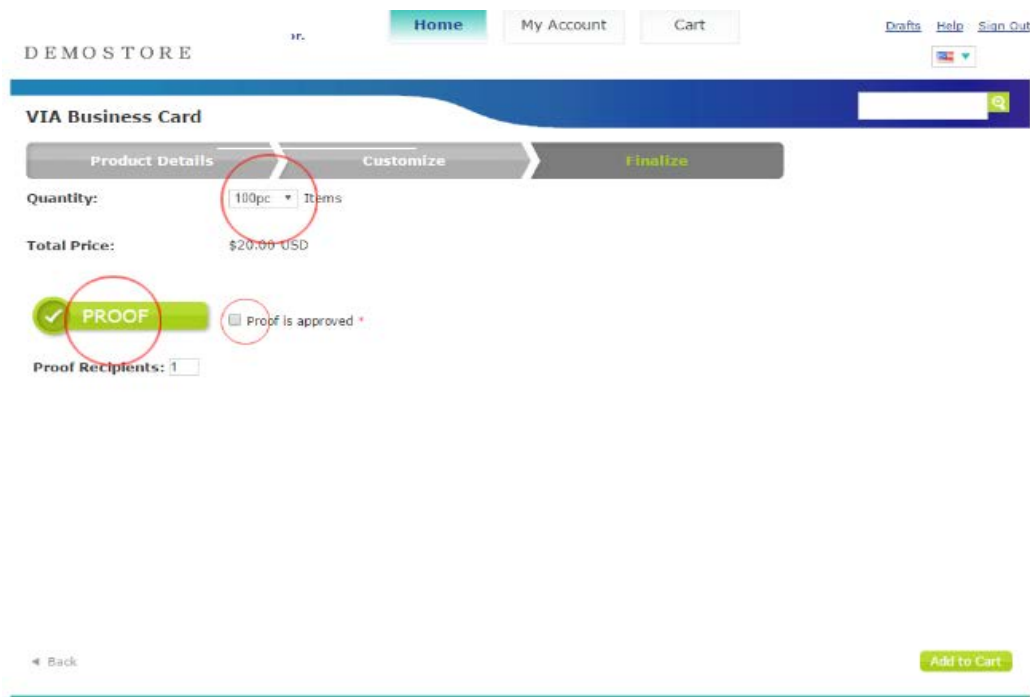 Home My Account Cart Drafts Help Sign Out
or.
DEMOSTORE
VIA Business Card
Product Details Customize Finalize
Quantity: 100pc Items
Total Price: $20.00 USD
PROOF
Proof is approved *
Proof Recipients: 1
Back Add to Cart